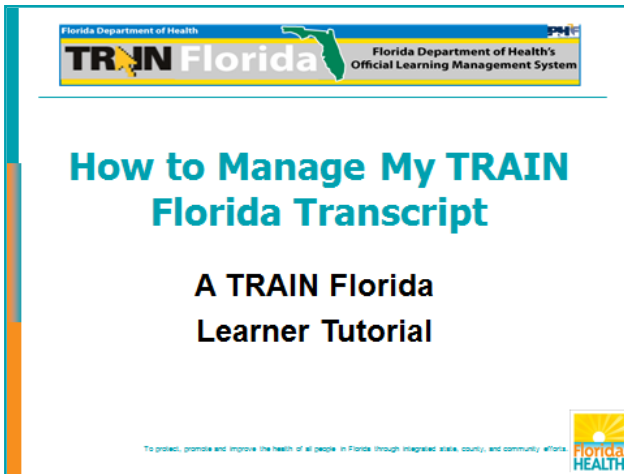 Florida Department of Health
PHF
TRAIN Florida
Florida Department of Health's
Official Learning Management System
How to Manage My TRAIN
Florida Transcript
A TRAIN Florida
Learner Tutorial
To protect, promote and improve the health of all people in Florida through integrated state, county, and community efforts.
Florida
HEALTH